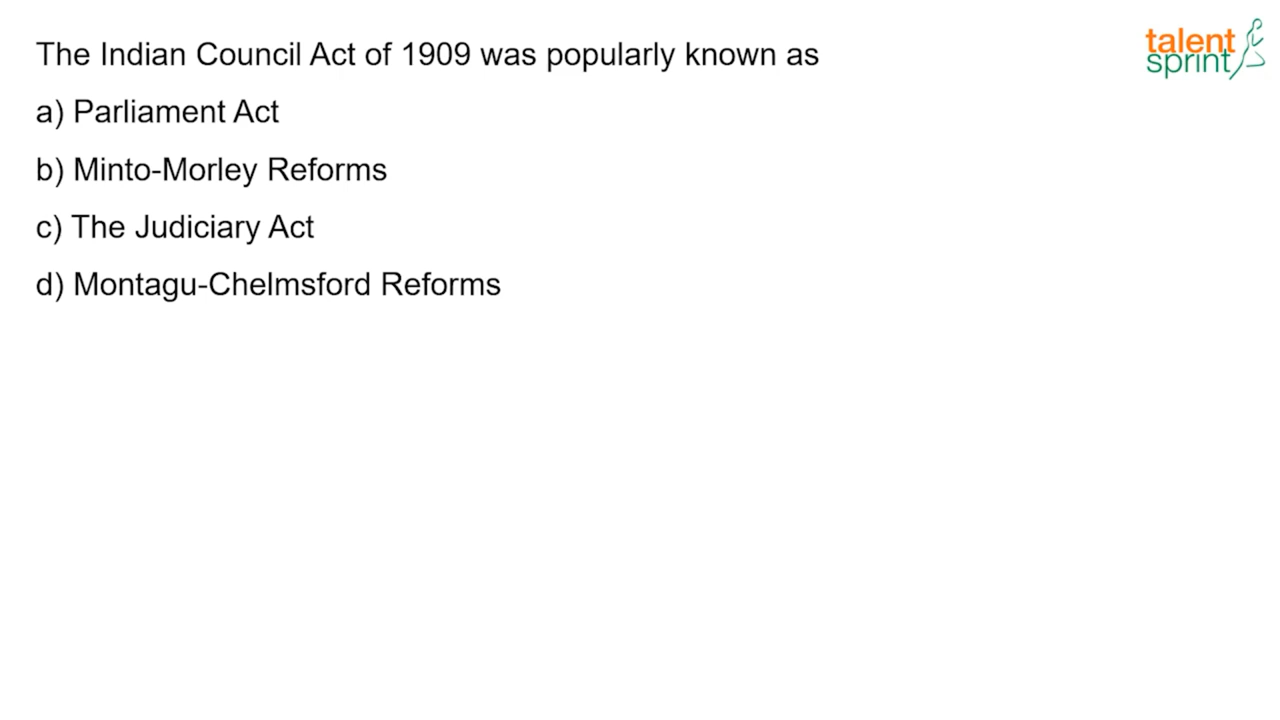 The Indian Council Act of 1909 was popularly known as
talent
sprint
a) Parliament Act
b) Minto-Morley Reforms
c) The Judiciary Act
d) Montagu-Chelmsford Reforms